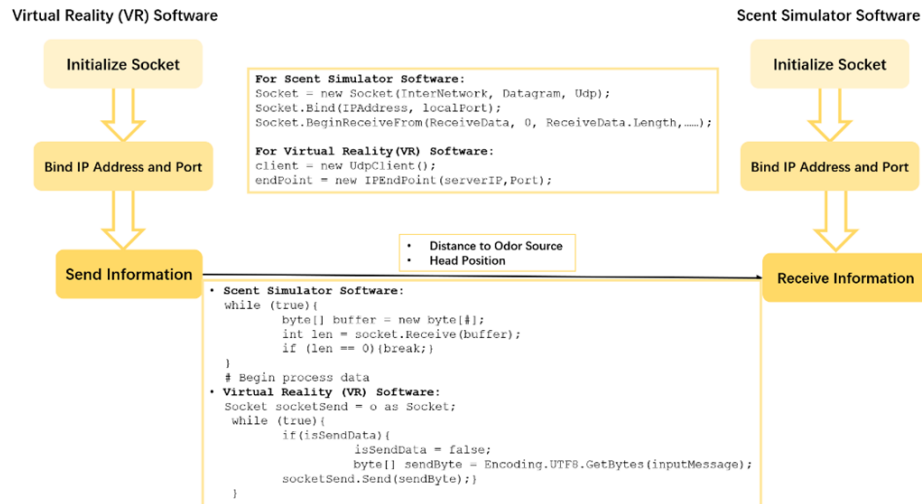 Virtual Reality (VR) Software
Scent Simulator Software
Initialize Socket
Initialize Socket
For Scent Simulator Software:
Socket = new Socket(InterNetwork, Datagram, Udp);
Socket.Bind(IPAddress, localPort);
Socket.BeginReceiveFrom(ReceiveData, 0, ReceiveData.Length,……);
For Virtual Reality(VR) Software:
client = new UdpClient();
endPoint = new IPEndPoint(serverIP,Port);
Bind IP Address and Port
Bind IP Address and Port
• Distance to Odor Source
• Head Position
Send Information
Receive Information
• Scent Simulator Software:
while (true){
byte[] buffer = new byte[#];
int len = socket.Receive(buffer);
if (len == 0){break;}
}
# Begin process data
• Virtual Reality (VR) Software:
Socket socketSend = o as Socket;
while (true){
if(isSendData){
isSendData = false;
byte[] sendByte = Encoding.UTF8.GetBytes(inputMessage);
socketSend.Send(sendByte);}
}